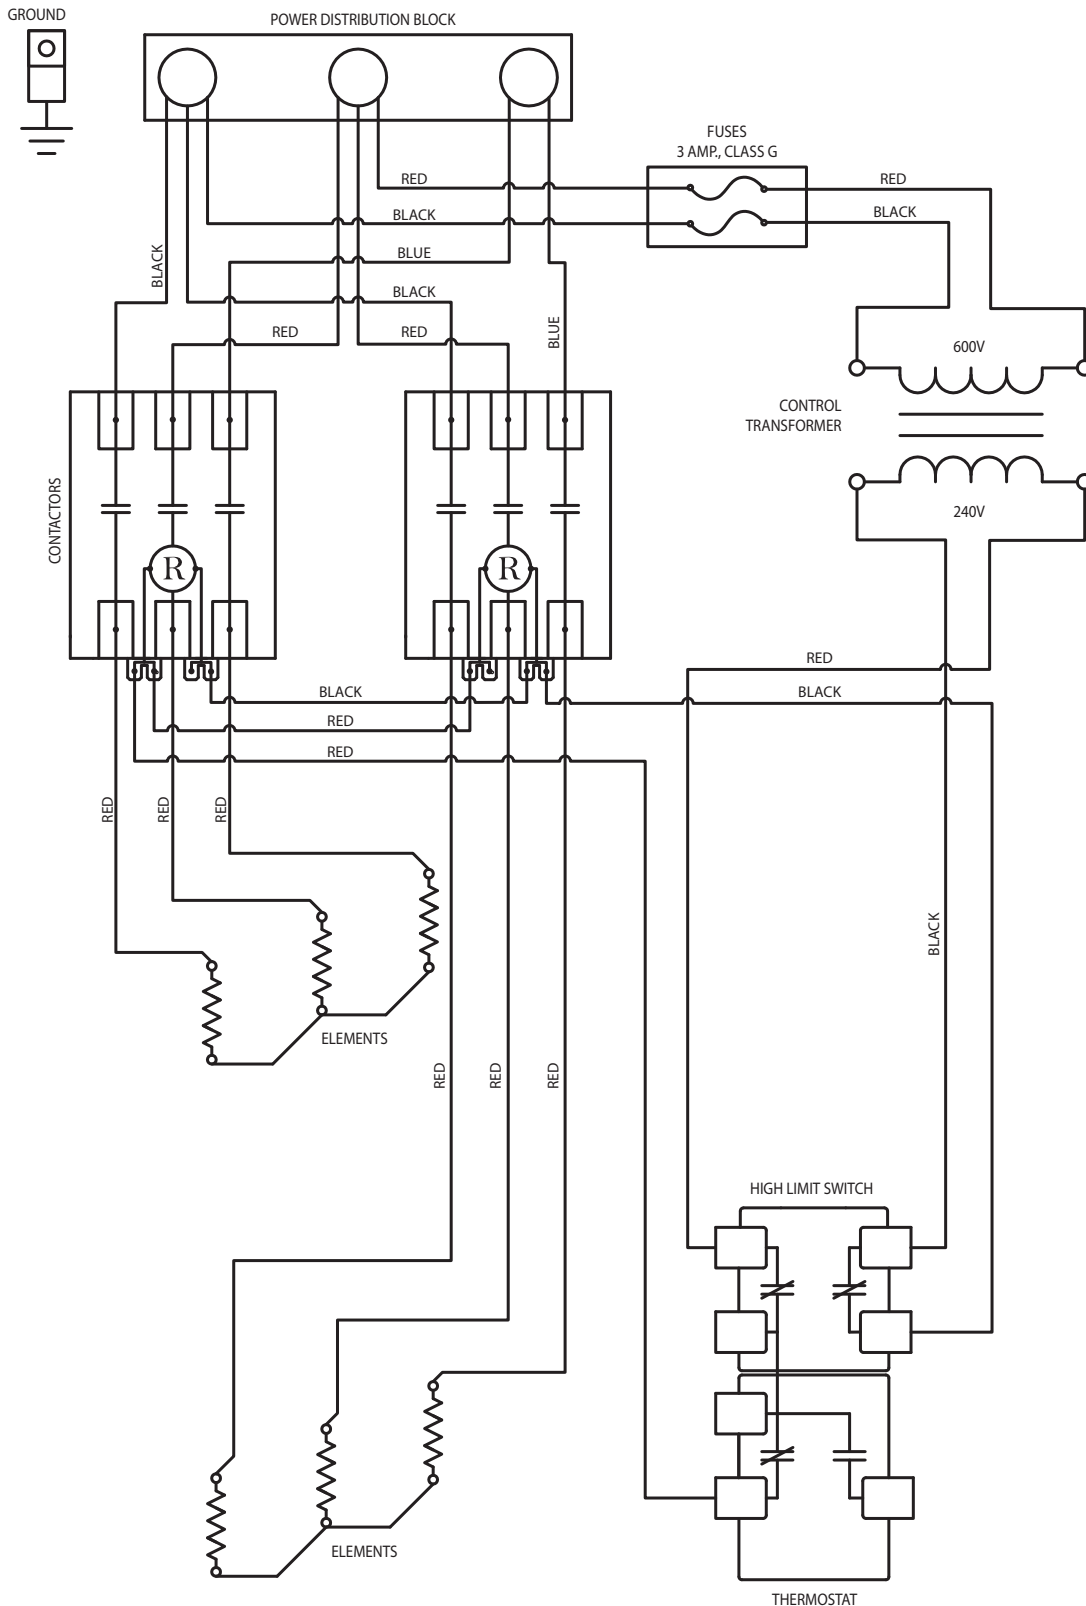 GROUND
POWER DISTRIBUTION BLOCK
FUSES
3 AMP., CLASS G
RED
RED
BLACK
BLACK
BLACK
BLUE
BLACK
RED
RED
BLUE
600V
CONTROL
TRANSFORMER
240V
CONTACTORS
R
R
RED
BLACK
BLACK
RED
RED
RED
RED
RED
BLACK
ELEMENTS
RED
RED
RED
HIGH LIMIT SWITCH
ELEMENTS
THERMOSTAT